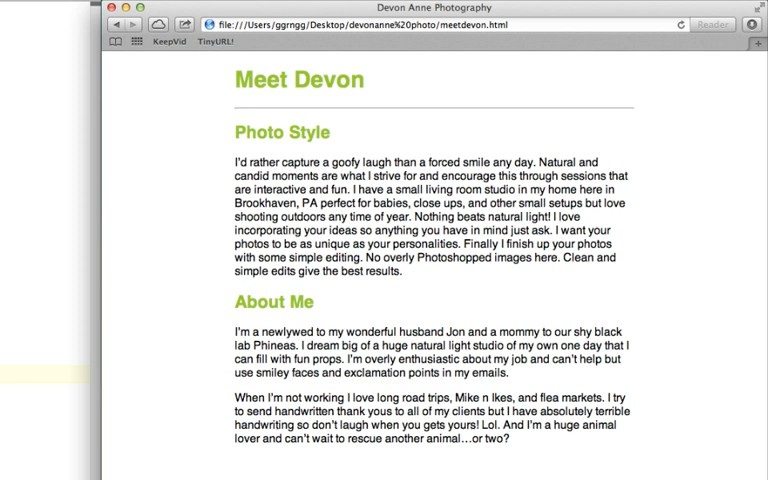 Devon Anne Photography
file:///Users/ggrngg/Desktop/devonanne%20photo/meetdevon.html
Reader
KeepVid TinyURL!
Meet Devon
Photo Style
I'd rather capture a goofy laugh than a forced smile any day. Natural and
candid moments are what I strive for and encourage this through sessions that
are interactive and fun. I have a small living room studio in my home here in
Brookhaven, PA perfect for babies, close ups, and other small setups but love
shooting outdoors any time of year. Nothing beats natural light! I love
incorporating your ideas so anything you have in mind just ask. I want your
photos to be as unique as your personalities. Finally I finish up your photos
with some simple editing. No overly Photoshopped images here. Clean and
simple edits give the best results.
About Me
I'm a newlywed to my wonderful husband Jon and a mommy to our shy black
lab Phineas. I dream big of a huge natural light studio of my own one day that I
can fill with fun props. I'm overly enthusiastic about my job and can't help but
use smiley faces and exclamation points in my emails.
When I'm not working I love long road trips, Mike n Ikes, and flea markets. I try
to send handwritten thank yous to all of my clients but I have absolutely terrible
handwriting so don't laugh when you gets yours! Lol. And I'm a huge animal
lover and can't wait to rescue another animal…or two?